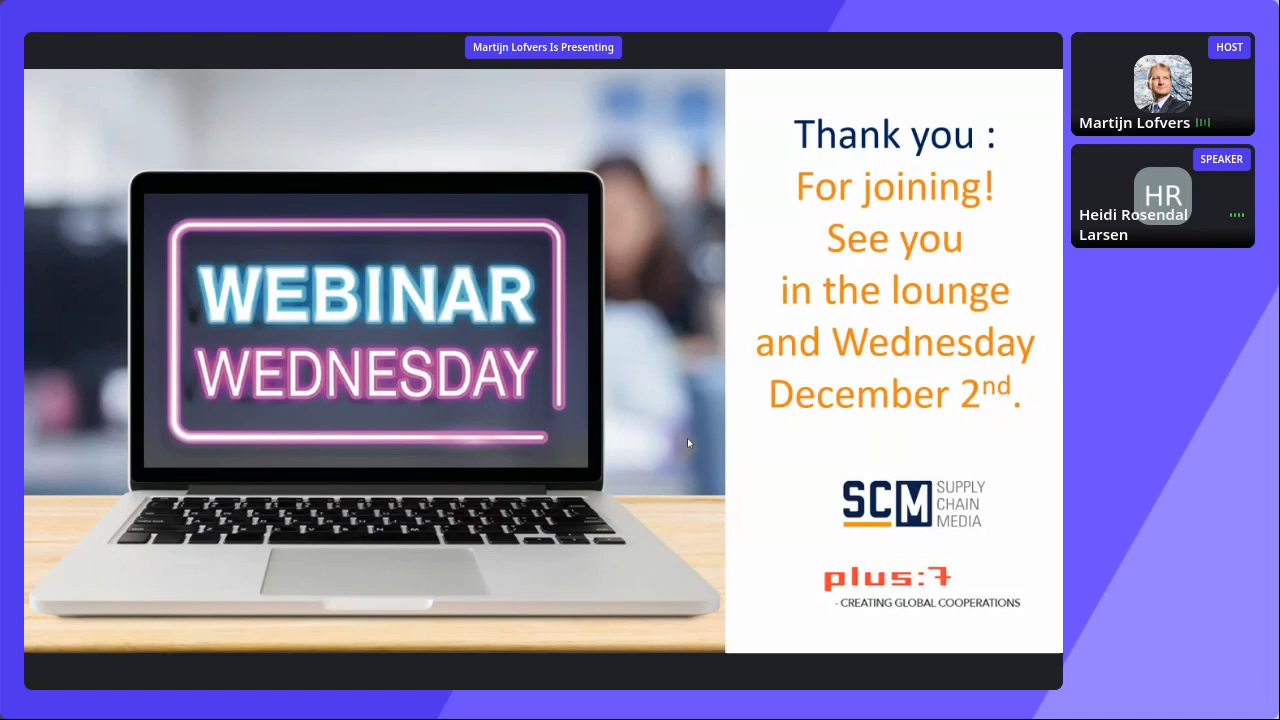 Martijn Lofvers Is Presenting
HOST
Martijn Lofvers
SPEAKER
HR
Heidi Rosendal
Larsen
WEBINAR
WEDNESDAY
Thank you :
For joining!
See you
in the lounge
and Wednesday
December 2nd.
SCM SUPPLY
CHAIN
MEDIA
plus:7
- CREATING GLOBAL COOPERATIONS